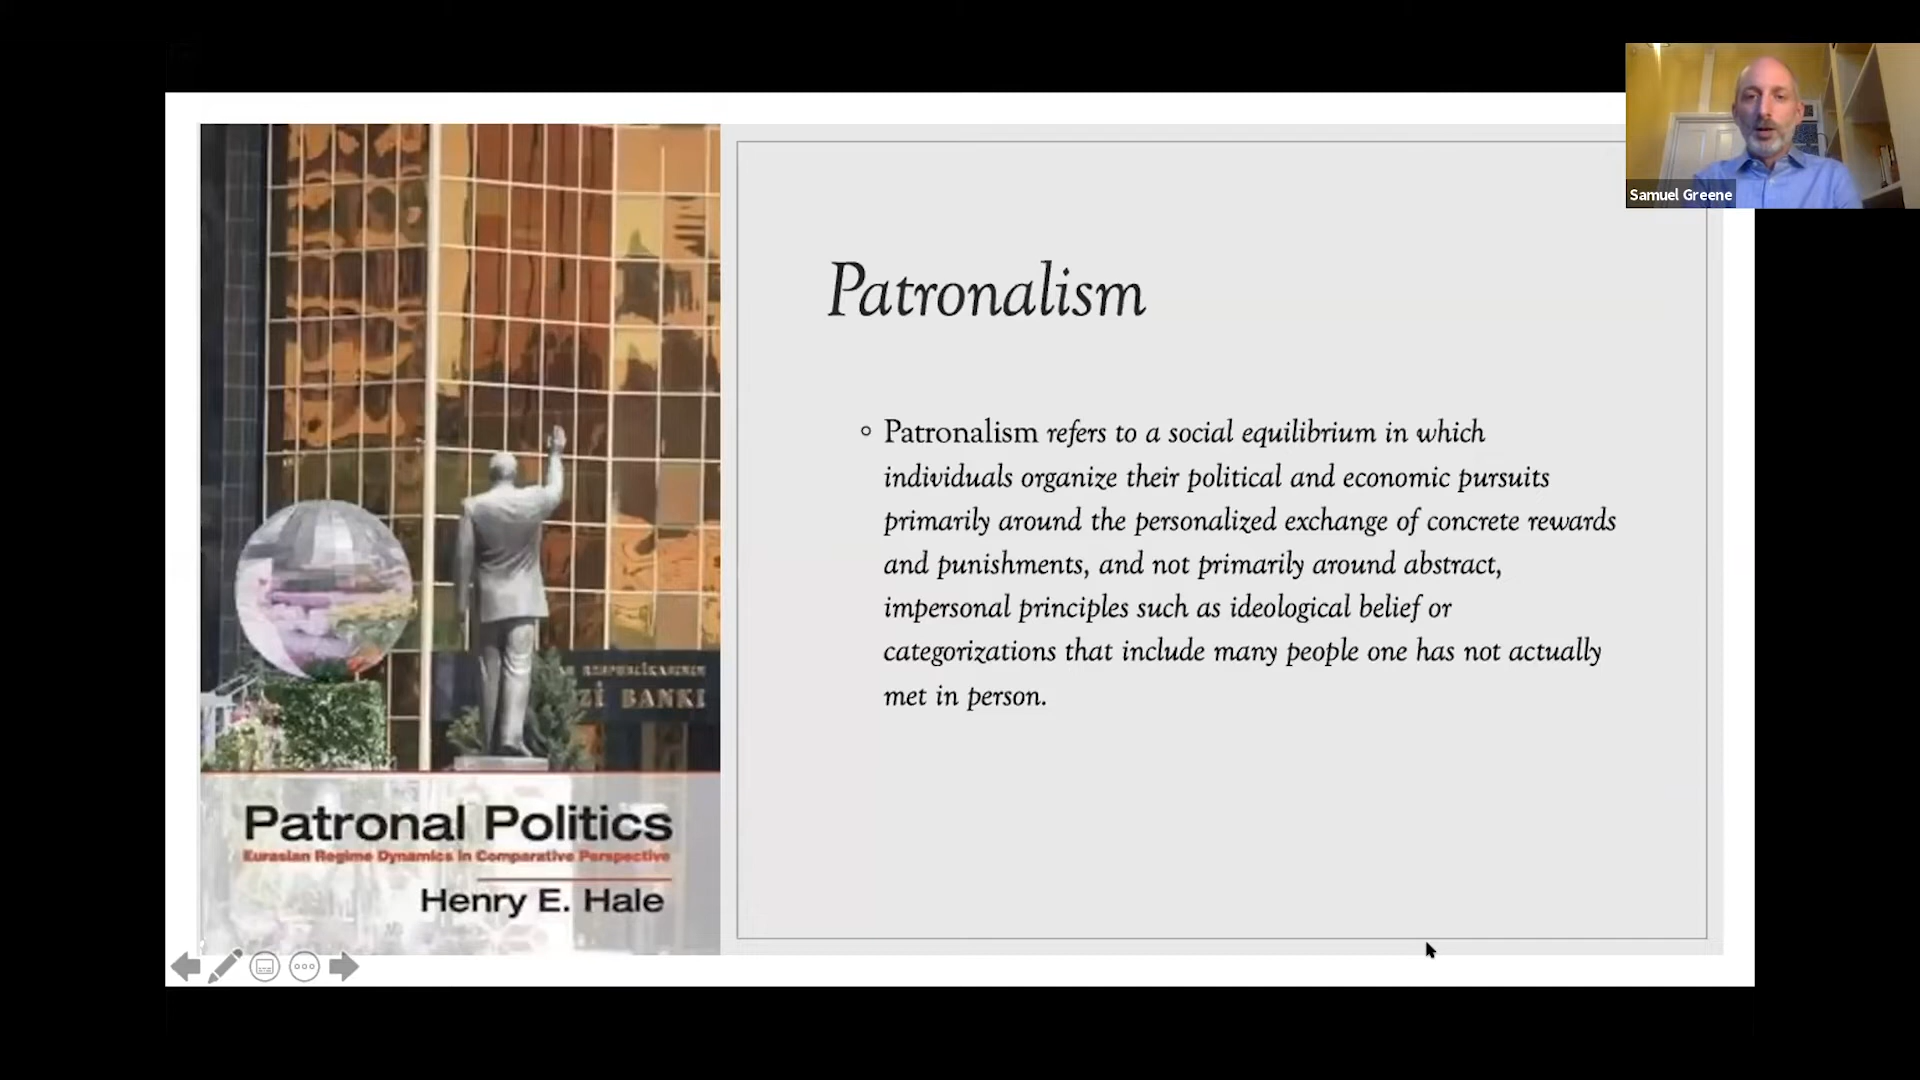 Samuel Greene
Patronalism
Patronalism refers to a social equilibrium in which
individuals organize their political and economic pursuits
primarily around the personalized exchange of concrete rewards
and punishments, and not primarily around abstract,
impersonal principles such as ideological belief or
categorizations that include many people one has not actually
met in person.
BANKI
Patronal Politics
Eurasian Regime Dynamics in Comparative Perspective
Henry E. Hale